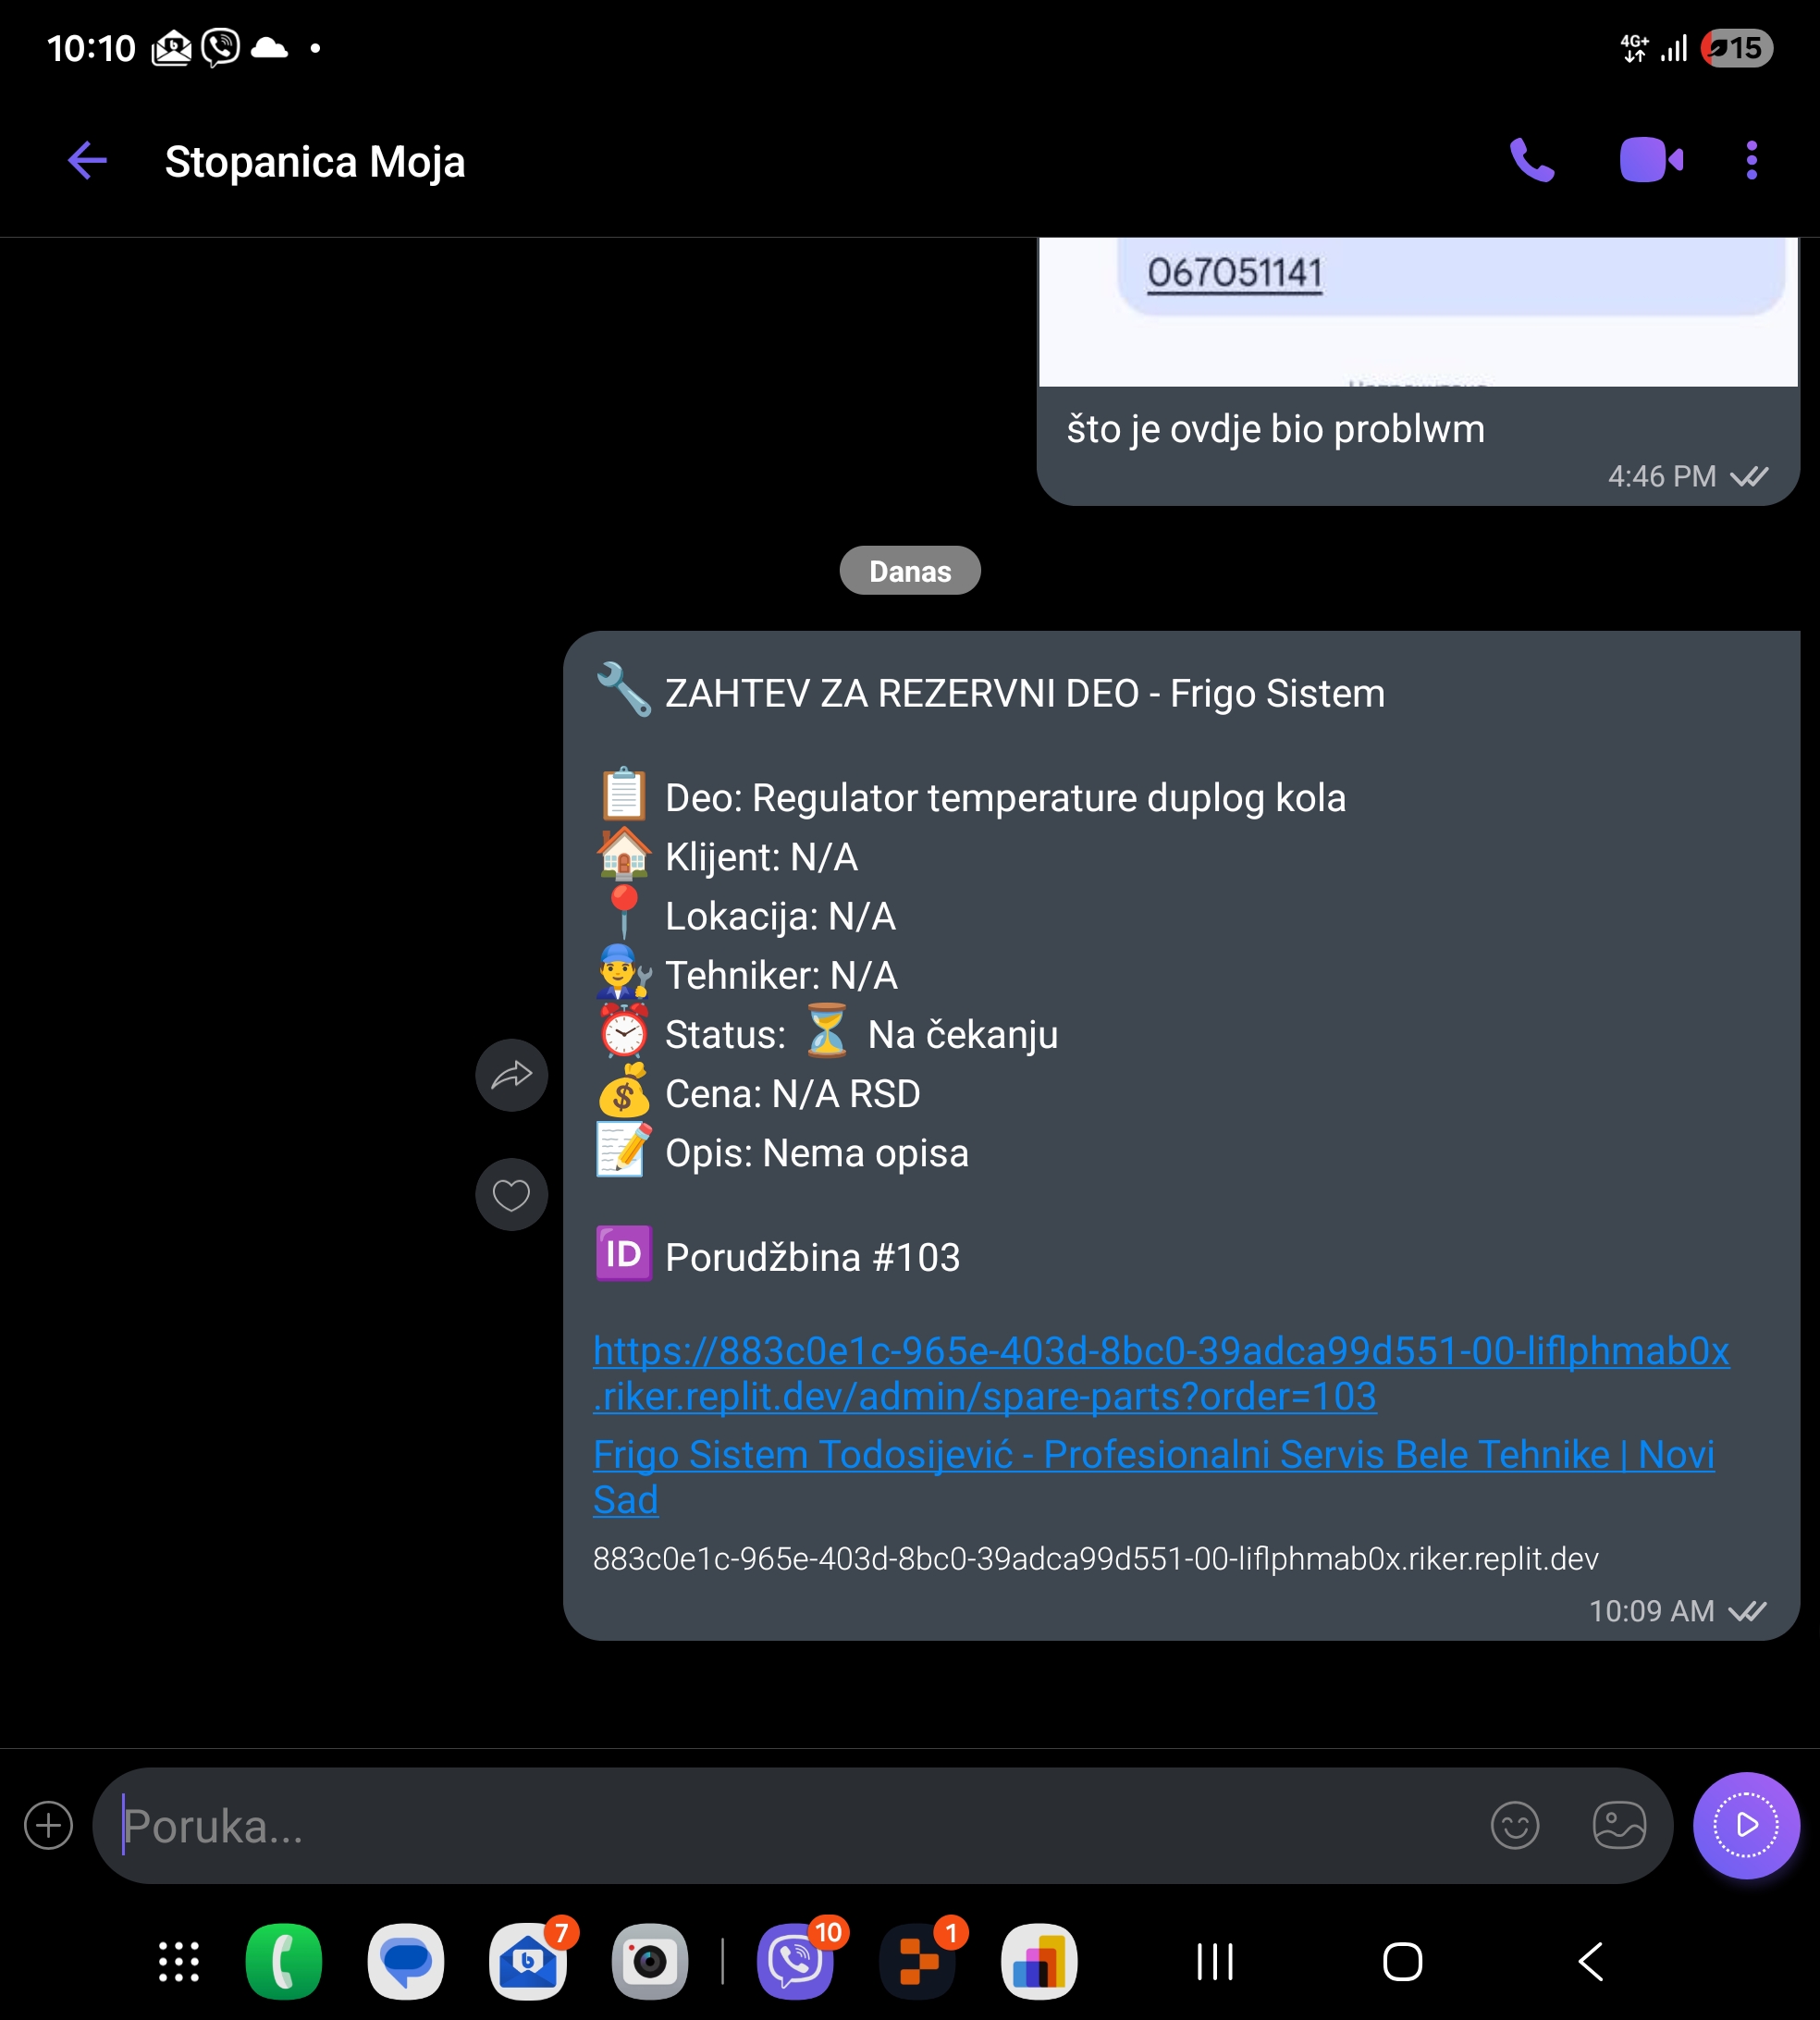 10:10
4G+
15
Stopanica Moja
067051141
što je ovdje bio problwm
4:46 PM
Danas
🔧 ZAHTEV ZA REZERVNI DEO - Frigo Sistem
📋 Deo: Regulator temperature duplog kola
🏠 Klijent: N/A
📍 Lokacija: N/A
👨‍🔧 Tehniker: N/A
⏰ Status: ⏳ Na čekanju
💰 Cena: N/A RSD
📝 Opis: Nema opisa
🆔 Porudžbina #103
https://883c0e1c-965e-403d-8bc0-39adca99d551-00-liflphmab0x
.riker.replit.dev/admin/spare-parts?order=103
Frigo Sistem Todosijević - Profesionalni Servis Bele Tehnike | Novi
Sad
883c0e1c-965e-403d-8bc0-39adca99d551-00-liflphmab0x.riker.replit.dev
10:09 AM
Poruka...
7
10
1